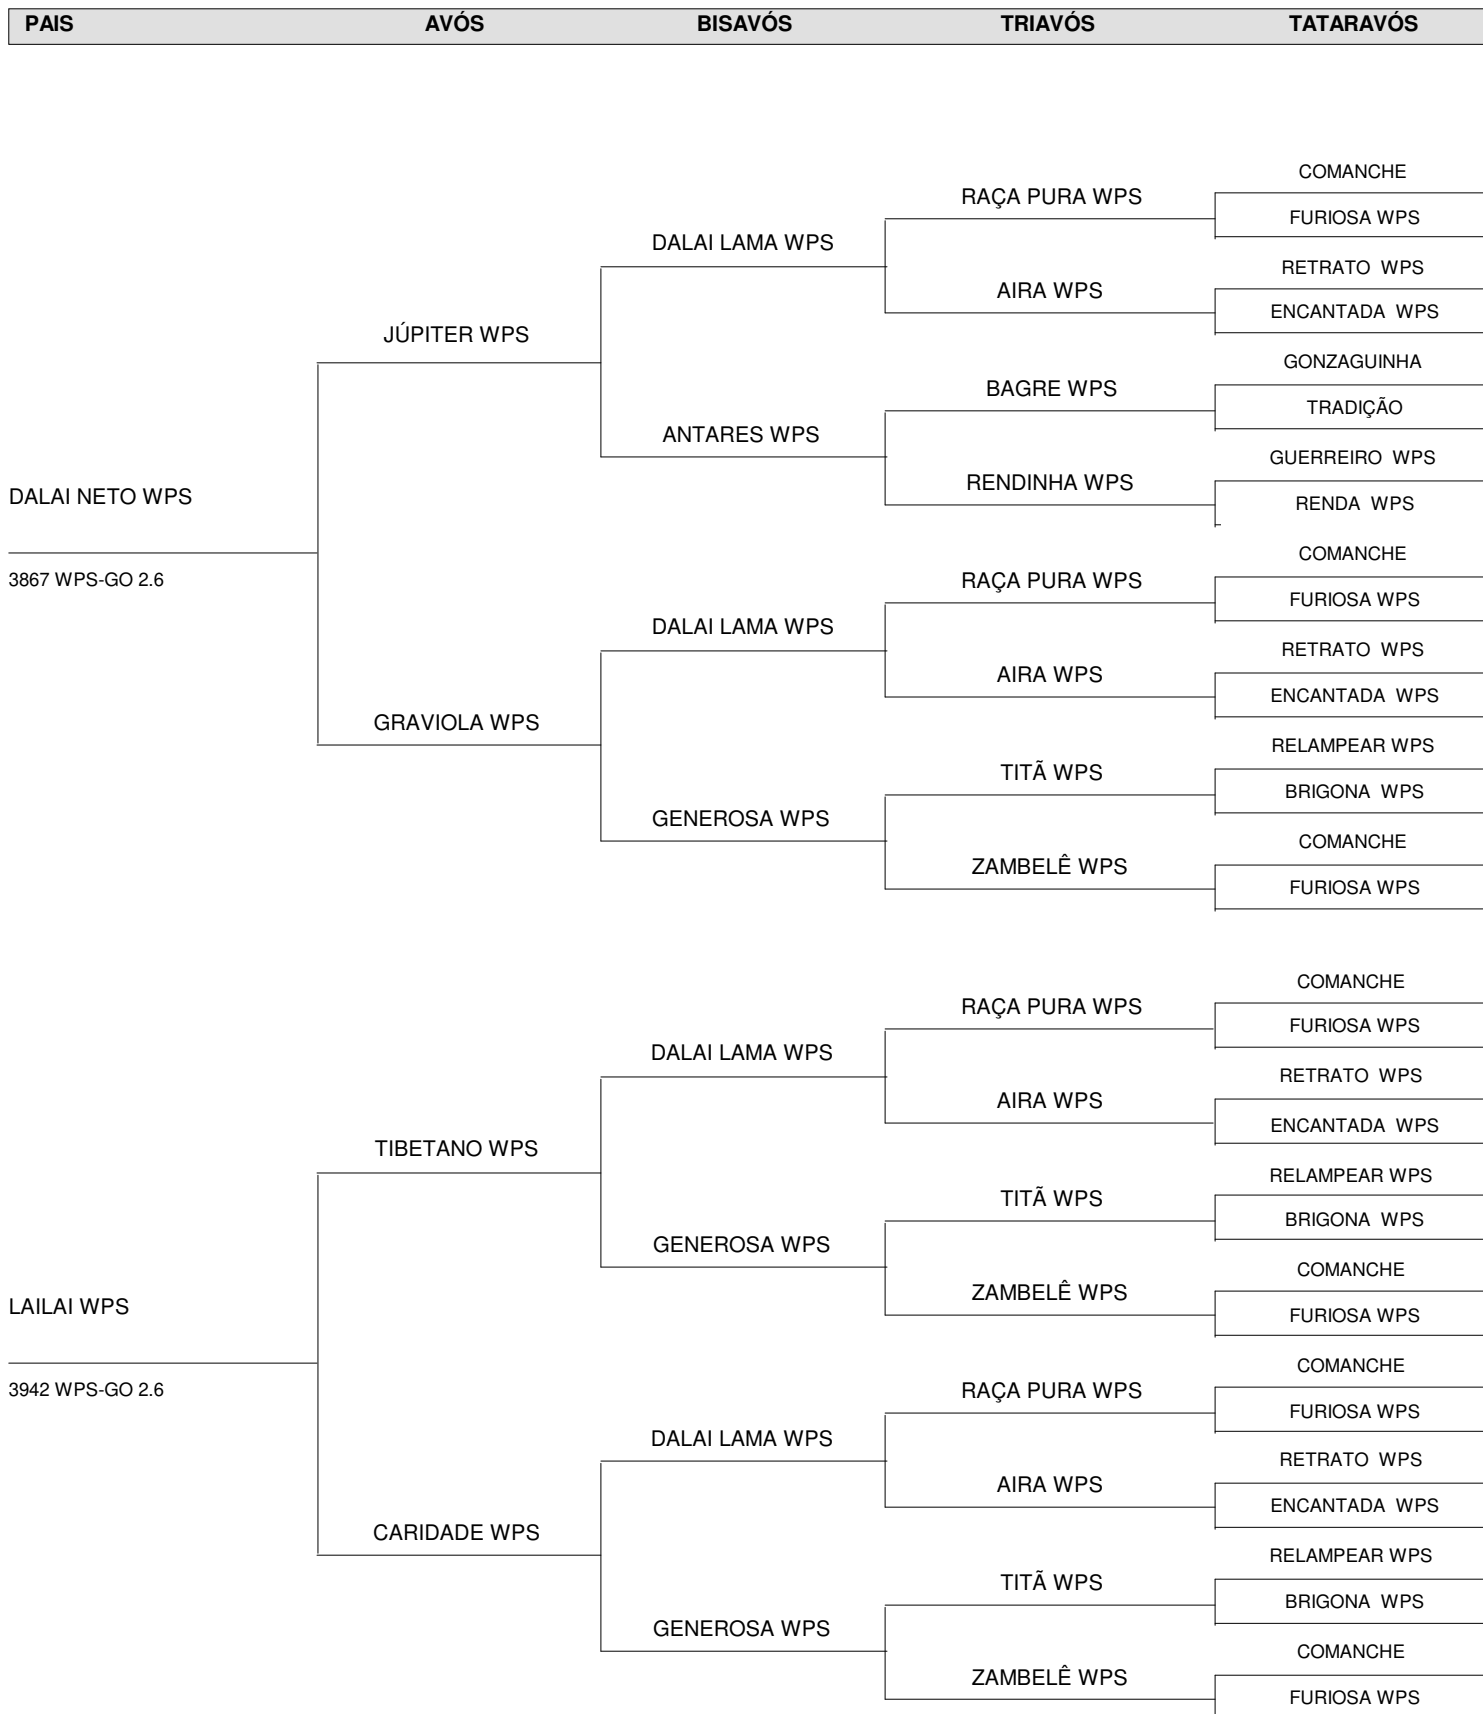 PAIS AVÓS BISAVÓS TRIAVÓS TATARAVÓS
COMANCHE
RAÇA PURA WPS
FURIOSA WPS
DALAI LAMA WPS
RETRATO WPS
AIRA WPS
ENCANTADA WPS
JÚPITER WPS
GONZAGUINHA
BAGRE WPS
TRADIÇÃO
ANTARES WPS
GUERREIRO WPS
RENDINHA WPS
DALAI NETO WPS
RENDA WPS
COMANCHE
3867 WPS-GO 2.6
RAÇA PURA WPS
FURIOSA WPS
DALAI LAMA WPS
RETRATO WPS
AIRA WPS
ENCANTADA WPS
GRAVIOLA WPS
RELAMPEAR WPS
TITÃ WPS
BRIGONA WPS
GENEROSA WPS
COMANCHE
ZAMBELÊ WPS
FURIOSA WPS
COMANCHE
RAÇA PURA WPS
FURIOSA WPS
DALAI LAMA WPS
RETRATO WPS
AIRA WPS
ENCANTADA WPS
TIBETANO WPS
RELAMPEAR WPS
TITÃ WPS
BRIGONA WPS
GENEROSA WPS
COMANCHE
ZAMBELÊ WPS
LAILAI WPS
FURIOSA WPS
COMANCHE
3942 WPS-GO 2.6
RAÇA PURA WPS
FURIOSA WPS
DALAI LAMA WPS
RETRATO WPS
AIRA WPS
ENCANTADA WPS
CARIDADE WPS
RELAMPEAR WPS
TITÃ WPS
BRIGONA WPS
GENEROSA WPS
COMANCHE
ZAMBELÊ WPS
FURIOSA WPS